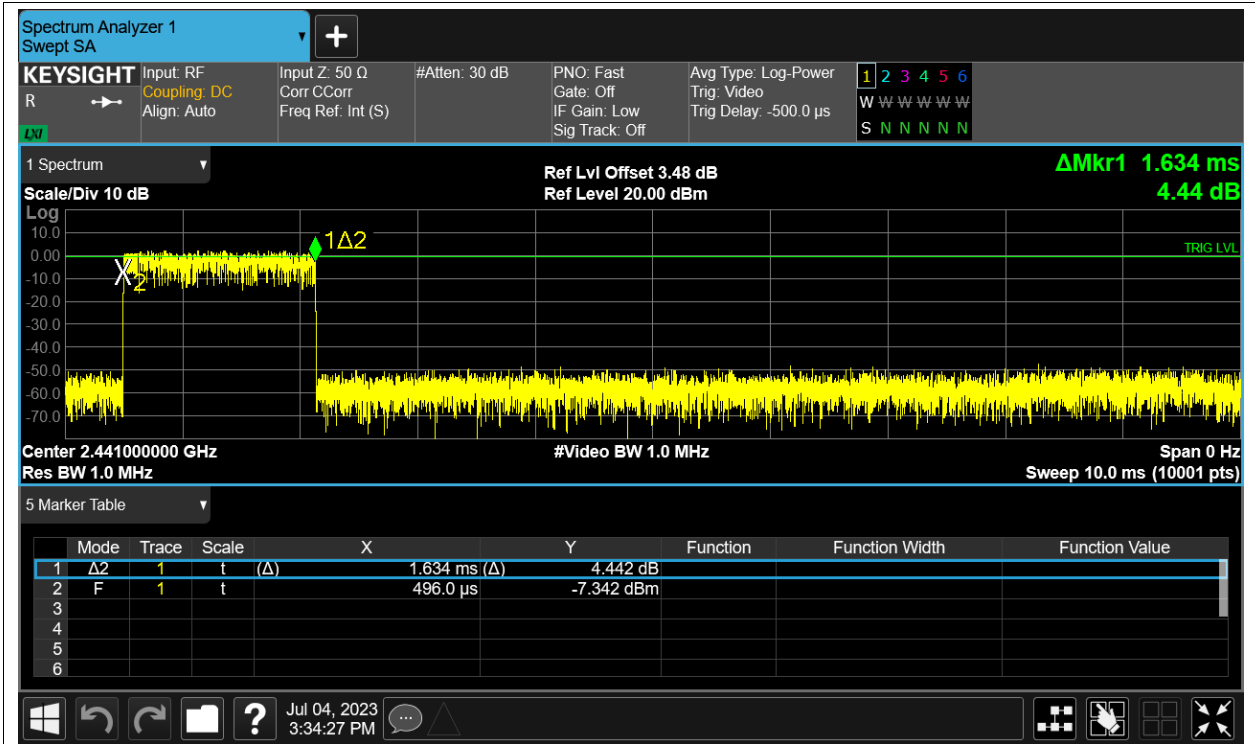 Spectrum Analyzer 1
Swept SA
▼
+
KEYSIGHT Input: RF Input Z: 50 Ω #Atten: 30 dB PNO: Fast Avg Type: Log-Power 1 2 3 4 5 6
R Coupling: DC Corr CCorr Gate: Off Trig: Video W W W W W W
Align: Auto Freq Ref: Int (S) IF Gain: Low Trig Delay: -500.0 µs
LXI Sig Track: Off S N N N N N
1 Spectrum ▼ Ref Lvl Offset 3.48 dB ΔMkr1 1.634 ms
Scale/Div 10 dB Ref Level 20.00 dBm 4.44 dB
Log
10.0
1Δ2
0.00
TRIG LVL
-10.0
X2
-20.0
-30.0
-40.0
-50.0
-60.0
-70.0
Center 2.441000000 GHz #Video BW 1.0 MHz Span 0 Hz
Res BW 1.0 MHz Sweep 10.0 ms (10001 pts)
5 Marker Table ▼
Mode Trace Scale X Y Function Function Width Function Value
1 Δ2 1 t (Δ) 1.634 ms (Δ) 4.442 dB
2 F 1 t 496.0 µs -7.342 dBm
3
4
5
6
?
Jul 04, 2023
3:34:27 PM